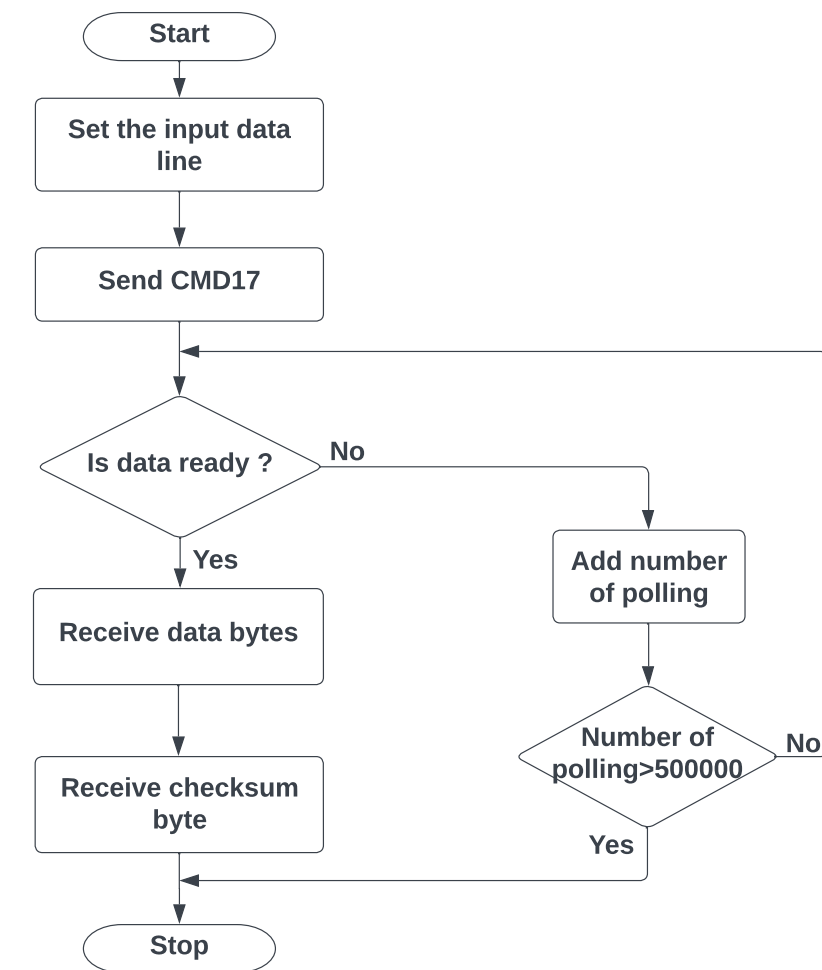 Start
Set the input data
line
Send CMD17
Is data ready ?
No
Yes
Add number
of polling
Receive data bytes
Number of
polling>500000
No
Receive checksum
byte
Yes
Stop